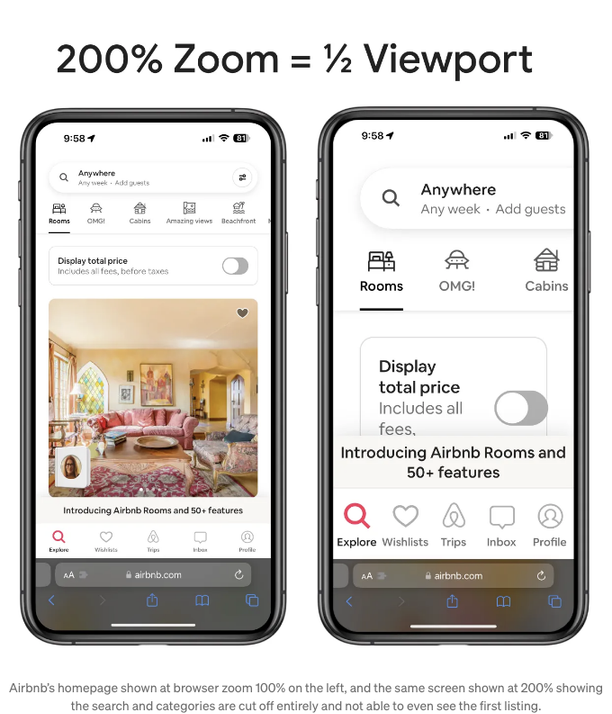 200% Zoom = ½ Viewport
9:58
81
Anywhere
Any week · Add guests
Rooms
OMG!
Cabins
Amazing views
Beachfront
Display total price
Includes all fees, before taxes
Introducing Airbnb Rooms and 50+ features
Explore
Wishlists
Trips
Inbox
Profile
AA
airbnb.com
9:58
81
Anywhere
Any week · Add guests
Rooms
OMG!
Cabins
Display
total price
Includes all
fees,
Introducing Airbnb Rooms and
50+ features
Explore
Wishlists
Trips
Inbox
Profile
AA
airbnb.com
Airbnb's homepage shown at browser zoom 100% on the left, and the same screen shown at 200% showing
the search and categories are cut off entirely and not able to even see the first listing.